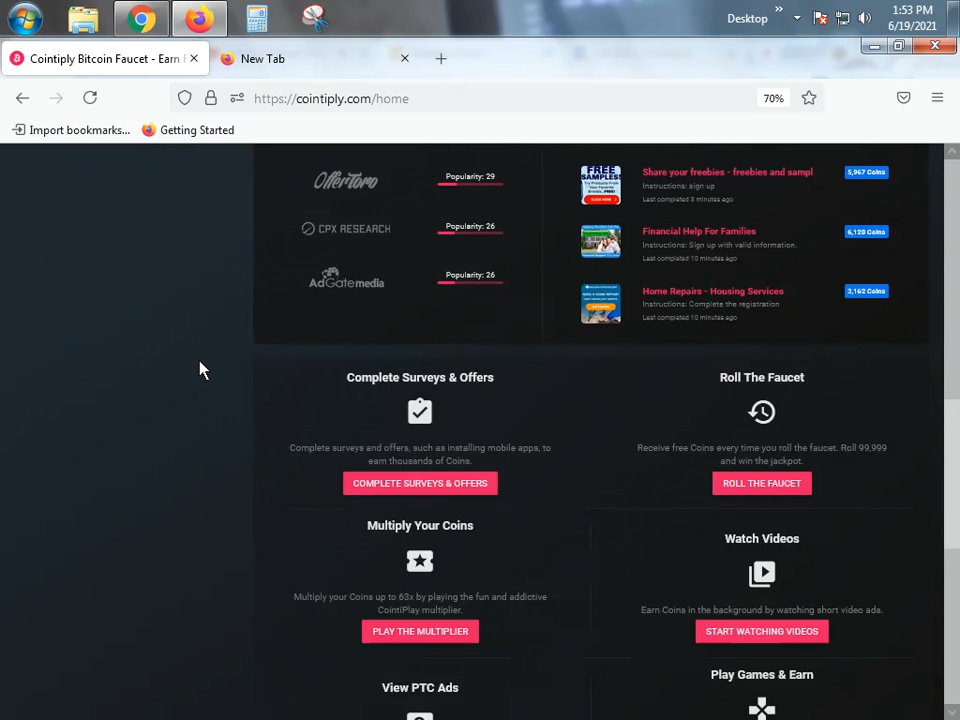 Desktop
»
1:53 PM
6/19/2021
Cointiply Bitcoin Faucet - Earn F
New Tab
https://cointiply.com/home
70%
Import bookmarks...
Getting Started
OfferToro
Popularity: 29
CPX RESEARCH
Popularity: 26
AdGatemedia
Popularity: 26
FREE SAMPLES
Share your freebies - freebies and sampl
Instructions: sign up
Last completed 8 minutes ago
5,967 Coins
Financial Help For Families
Instructions: Sign up with valid information.
Last completed 10 minutes ago
6,120 Coins
Home Repairs - Housing Services
Instructions: Complete the registration
Last completed 10 minutes ago
3,162 Coins
Complete Surveys & Offers
Complete surveys and offers, such as installing mobile apps, to
earn thousands of Coins.
COMPLETE SURVEYS & OFFERS
Roll The Faucet
Receive free Coins every time you roll the faucet. Roll 99,999
and win the jackpot.
ROLL THE FAUCET
Multiply Your Coins
Multiply your Coins up to 63x by playing the fun and addictive
CointiPlay multiplier.
PLAY THE MULTIPLIER
Watch Videos
Earn Coins in the background by watching short video ads.
START WATCHING VIDEOS
View PTC Ads
Play Games & Earn